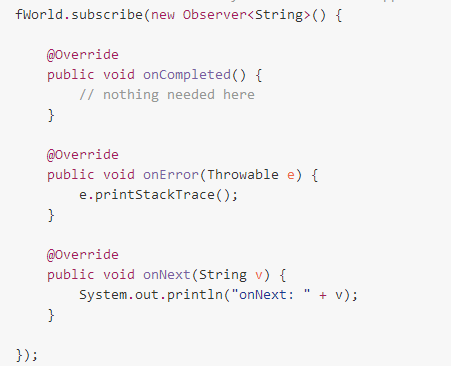 fWorld.subscribe(new Observer<String>() {
@Override
public void onCompleted() {
// nothing needed here
}
@Override
public void onError(Throwable e) {
e.printStackTrace();
}
@Override
public void onNext(String v) {
System.out.println("onNext: " + v);
}
});